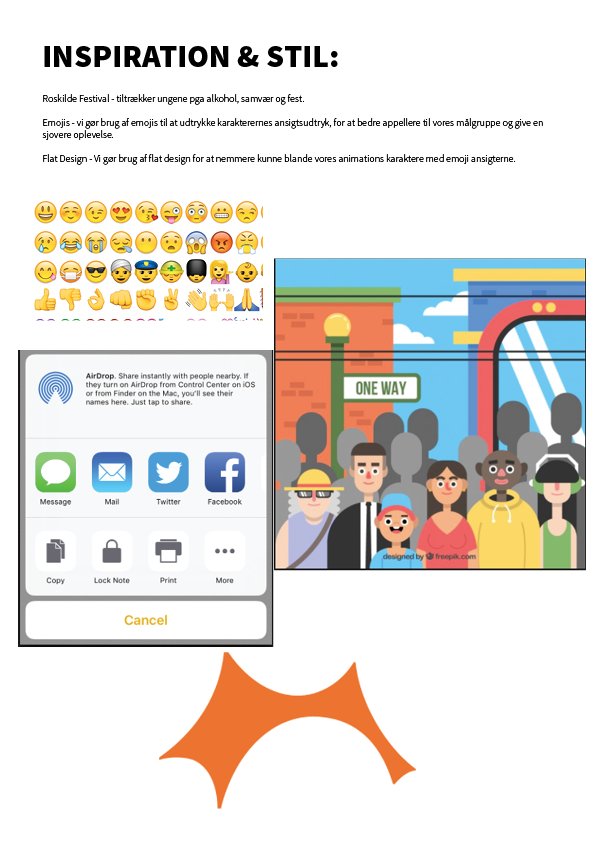 INSPIRATION & STIL:
Roskilde Festival - tiltrækker ungene pga alkohol, samvær og fest.
Emojis - vi gør brug af emojis til at udtrykke karakterernes ansigtsudtryk, for at bedre appellere til vores målgruppe og give en
sjovere oplevelse.
Flat Design - Vi gør brug af flat design for at nemmere kunne blande vores animations karaktere med emoji ansigterne.
AirDrop. Share instantly with people nearby. If
they turn on AirDrop from Control Center on iOS
or from Finder on the Mac, you'll see their
names here. Just tap to share.
Message Mail Twitter Facebook
Copy Lock Note Print More
Cancel
ONE WAY
designed by freepik.com